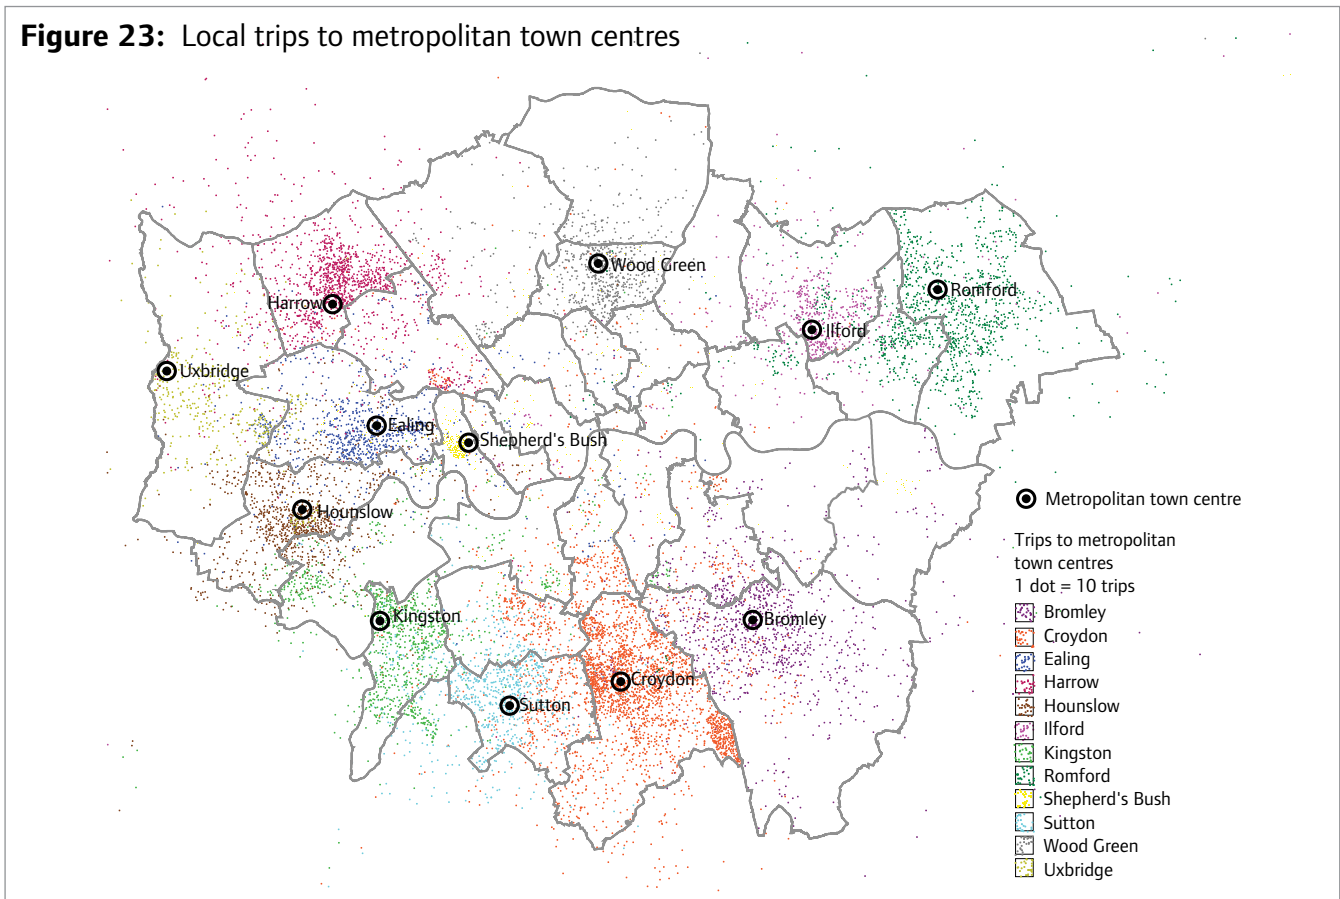 Figure 23: Local trips to metropolitan town centres
Wood Green
Harrow
Romford
Ilford
Uxbridge
Ealing
Shepherd's Bush
Hounslow
Kingston
Bromley
Croydon
Sutton
Metropolitan town centre
Trips to metropolitan
town centres
1 dot = 10 trips
Bromley
Croydon
Ealing
Harrow
Hounslow
Ilford
Kingston
Romford
Shepherd's Bush
Sutton
Wood Green
Uxbridge